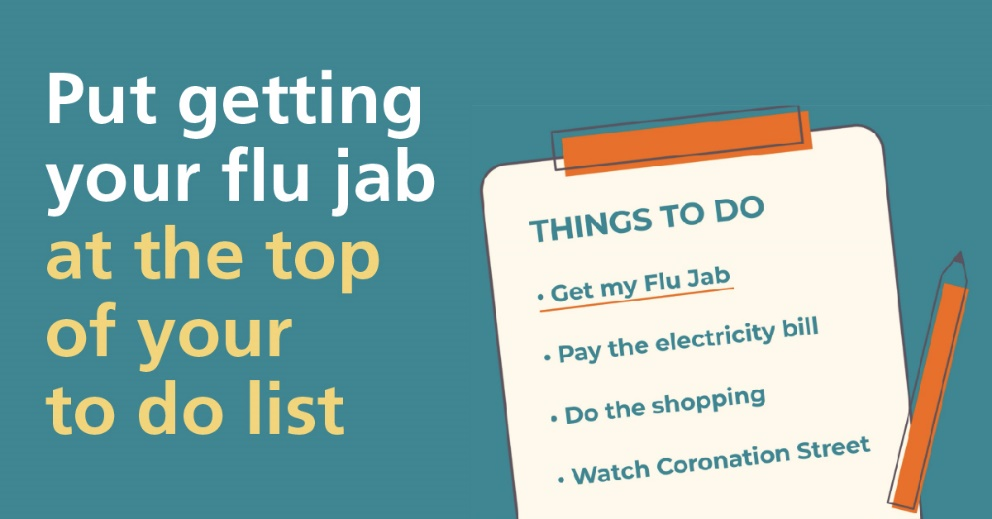 Put getting
your flu jab
at the top
of your
to do list
THINGS TO DO
• Get my Flu Jab
• Pay the electricity bill
• Do the shopping
• Watch Coronation Street